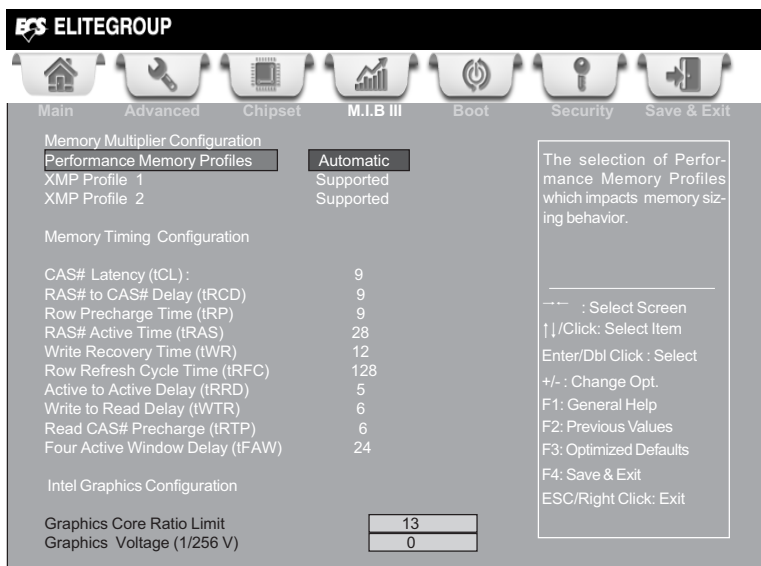 ECS ELITEGROUP
Main Advanced Chipset M.I.B III Boot Security Save & Exit
Memory Multiplier Configuration
Performance Memory Profiles Automatic
XMP Profile 1 Supported
XMP Profile 2 Supported
Memory Timing Configuration
CAS# Latency (tCL) : 9
RAS# to CAS# Delay (tRCD) 9
Row Precharge Time (tRP) 9
RAS# Active Time (tRAS) 28
Write Recovery Time (tWR) 12
Row Refresh Cycle Time (tRFC) 128
Active to Active Delay (tRRD) 5
Write to Read Delay (tWTR) 6
Read CAS# Precharge (tRTP) 6
Four Active Window Delay (tFAW) 24
Intel Graphics Configuration
Graphics Core Ratio Limit 13
Graphics Voltage (1/256 V) 0
The selection of Perfor-
mance Memory Profiles
which impacts memory siz-
ing behavior.
→← : Select Screen
↑↓/Click: Select Item
Enter/Dbl Click : Select
+/- : Change Opt.
F1: General Help
F2: Previous Values
F3: Optimized Defaults
F4: Save & Exit
ESC/Right Click: Exit